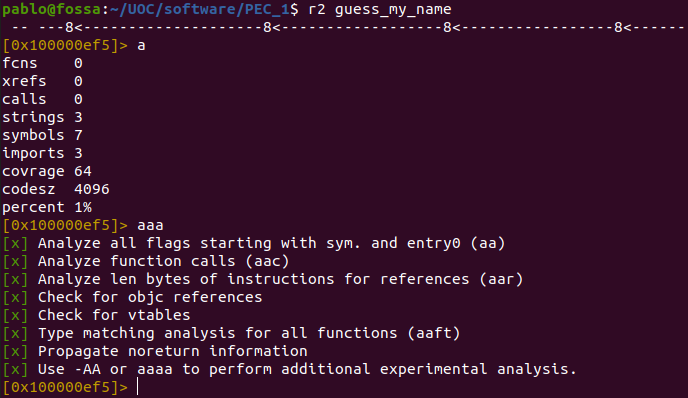 pablo@fossa:~/UOC/software/PEC_1$ r2 guess_my_name
-- --8<------------------8<-----------------8<----------------8<------
[0x100000ef5]> a
fcns    0
xrefs   0
calls   0
strings 3
symbols 7
imports 3
covrage 64
codesz  4096
percent 1%
[0x100000ef5]> aaa
[x] Analyze all flags starting with sym. and entry0 (aa)
[x] Analyze function calls (aac)
[x] Analyze len bytes of instructions for references (aar)
[x] Check for objc references
[x] Check for vtables
[x] Type matching analysis for all functions (aaft)
[x] Propagate noreturn information
[x] Use -AA or aaaa to perform additional experimental analysis.
[0x100000ef5]>